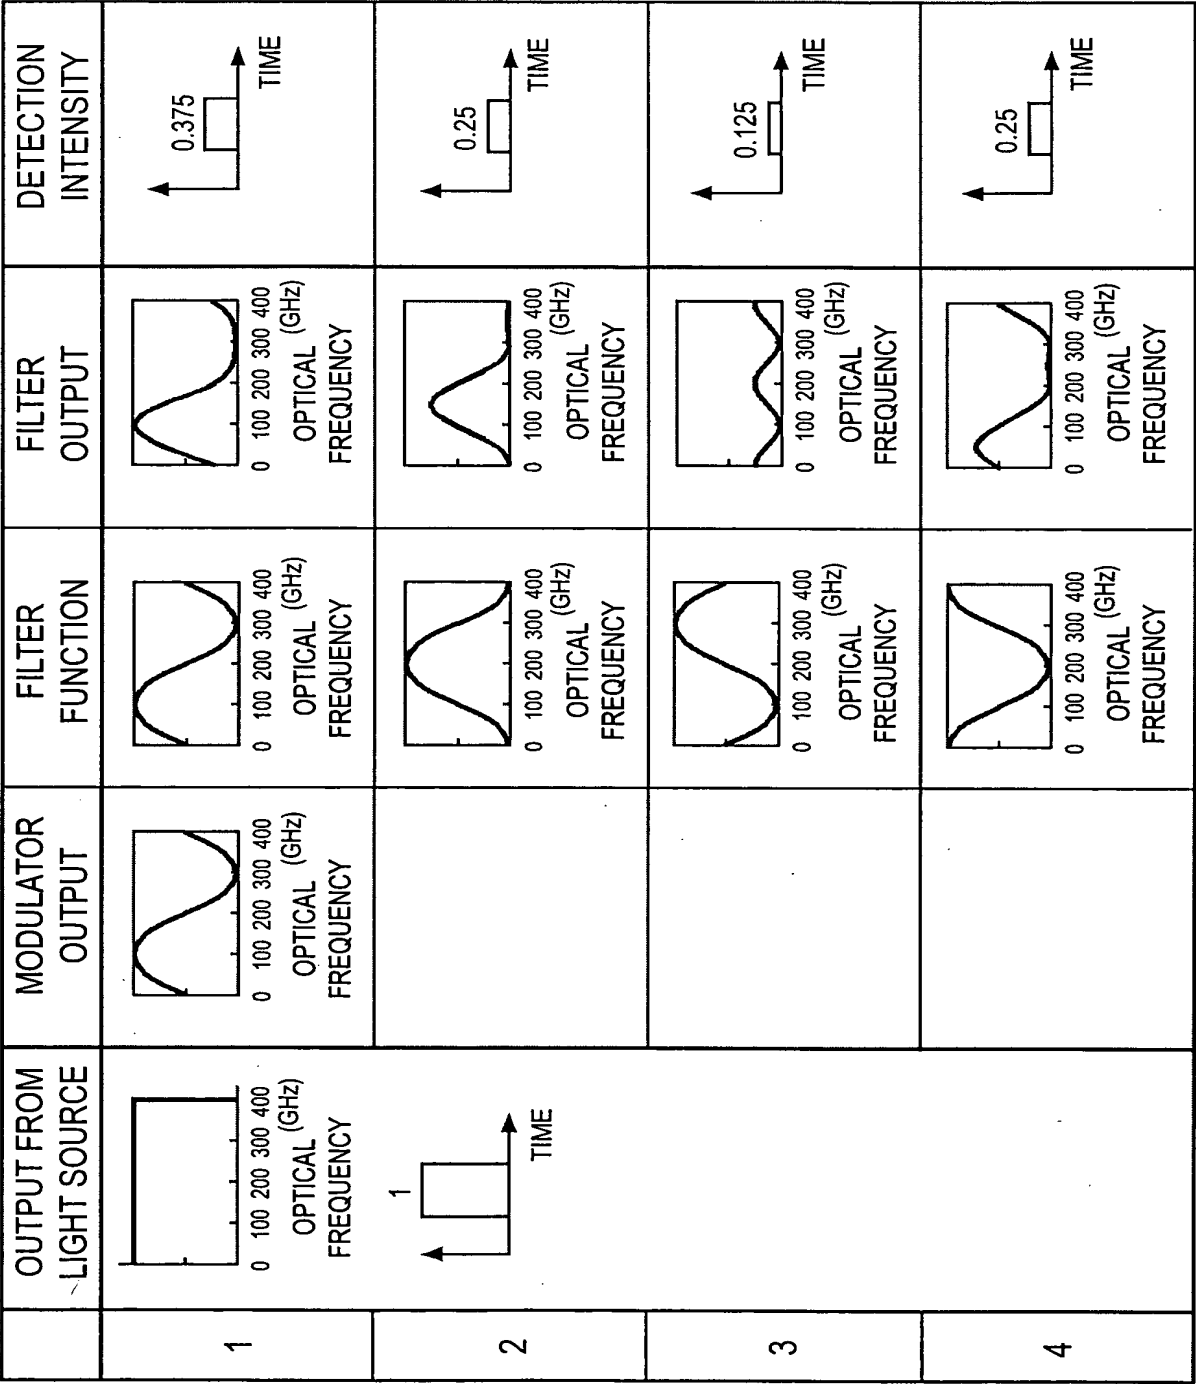 OUTPUT FROM
LIGHT SOURCE
MODULATOR
OUTPUT
FILTER
FUNCTION
FILTER
OUTPUT
DETECTION
INTENSITY
1
0 100 200 300 400
(GHz)
OPTICAL
FREQUENCY
0 100 200 300 400
(GHz)
OPTICAL
FREQUENCY
0 100 200 300 400
(GHz)
OPTICAL
FREQUENCY
0 100 200 300 400
(GHz)
OPTICAL
FREQUENCY
0.375
TIME
2
1
TIME
0 100 200 300 400
(GHz)
OPTICAL
FREQUENCY
0 100 200 300 400
(GHz)
OPTICAL
FREQUENCY
0.25
TIME
3
0 100 200 300 400
(GHz)
OPTICAL
FREQUENCY
0 100 200 300 400
(GHz)
OPTICAL
FREQUENCY
0.125
TIME
4
0 100 200 300 400
(GHz)
OPTICAL
FREQUENCY
0 100 200 300 400
(GHz)
OPTICAL
FREQUENCY
0.25
TIME